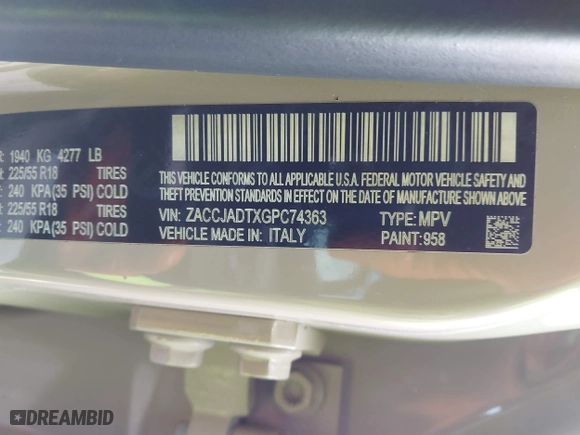 1940 KG 4277 LB
225/55 R18 TIRES
240 KPA(35 PSI) COLD
225/55 R18 TIRES
240 KPA(35 PSI) COLD
THIS VEHICLE CONFORMS TO ALL APPLICABLE U.S.A. FEDERAL MOTOR VEHICLE SAFETY AND
THEFT PREVENTION STANDARDS IN EFFECT ON THE DATE OF MANUFACTURE SHOWN ABOVE
VIN: ZACCJADTXGPC74363 TYPE: MPV
VEHICLE MADE IN: ITALY PAINT: 958
DREAMBID